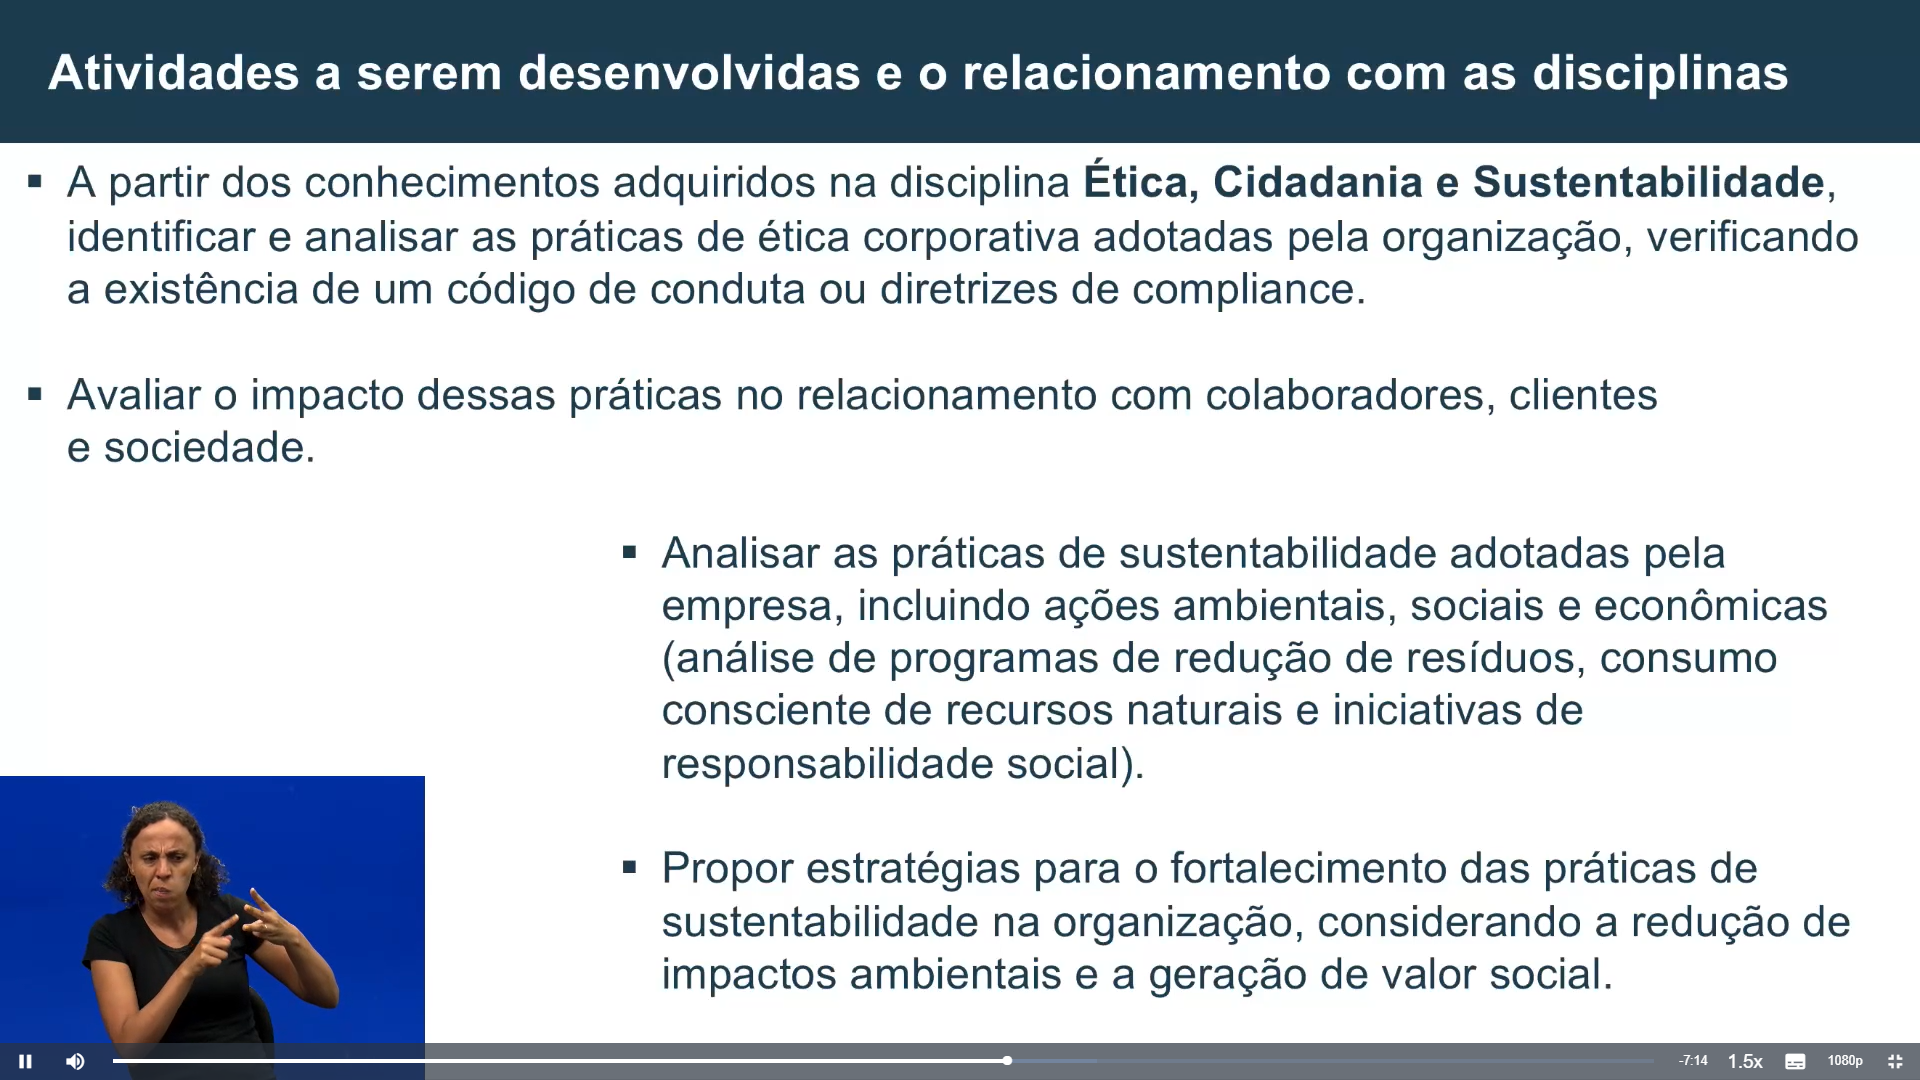 Atividades a serem desenvolvidas e o relacionamento com as disciplinas
▪ A partir dos conhecimentos adquiridos na disciplina Ética, Cidadania e Sustentabilidade,
identificar e analisar as práticas de ética corporativa adotadas pela organização, verificando
a existência de um código de conduta ou diretrizes de compliance.
▪ Avaliar o impacto dessas práticas no relacionamento com colaboradores, clientes
e sociedade.
▪ Analisar as práticas de sustentabilidade adotadas pela
empresa, incluindo ações ambientais, sociais e econômicas
(análise de programas de redução de resíduos, consumo
consciente de recursos naturais e iniciativas de
responsabilidade social).
▪ Propor estratégias para o fortalecimento das práticas de
sustentabilidade na organização, considerando a redução de
impactos ambientais e a geração de valor social.
-7:14 1.5x 1080p